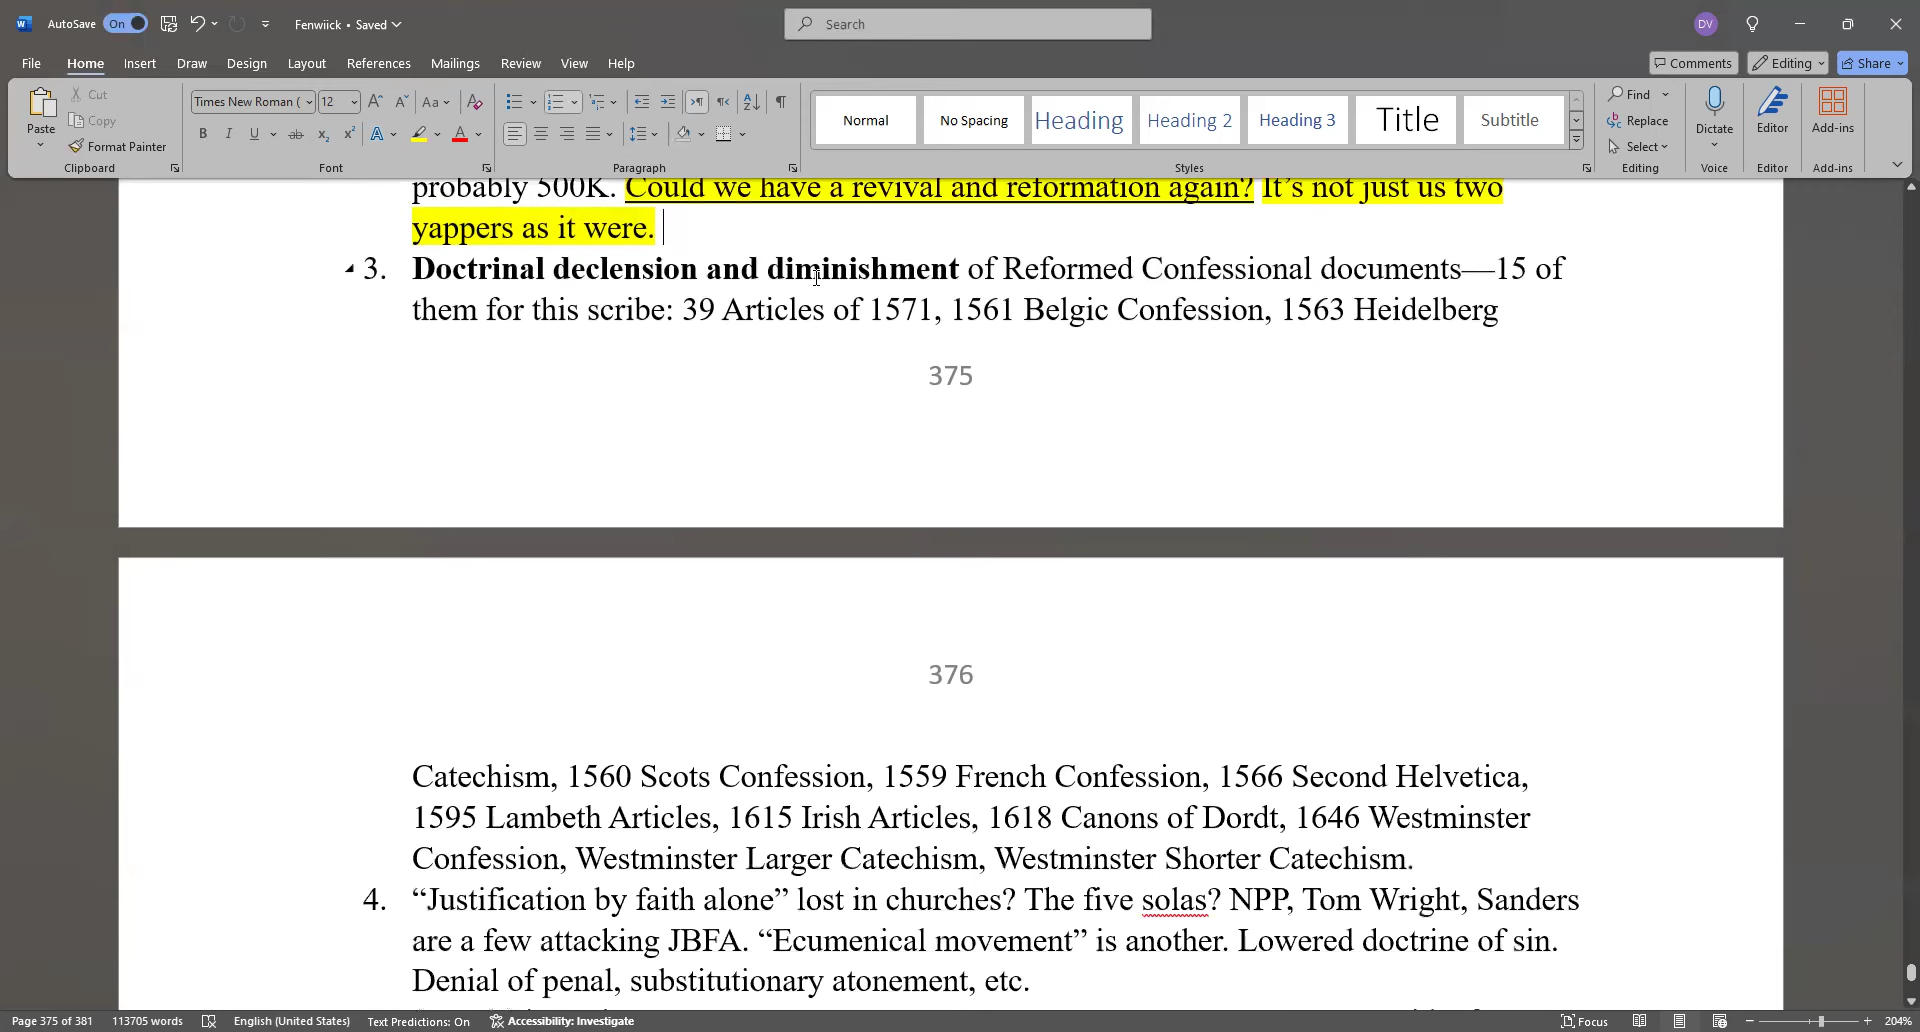 AutoSave On Fenwiick • Saved Search DV
File Home Insert Draw Design Layout References Mailings Review View Help Comments Editing Share
Paste Cut Copy Format Painter Clipboard
Times New Roman ( 12 Font
Paragraph
Normal No Spacing Heading Heading 2 Heading 3 Title Subtitle Styles
Find Replace Select Editing
Dictate Voice
Editor Editor
Add-ins Add-ins
probably 500K. Could we have a revival and reformation again? It’s not just us two
yappers as it were.
3. Doctrinal declension and diminishment of Reformed Confessional documents—15 of
them for this scribe: 39 Articles of 1571, 1561 Belgic Confession, 1563 Heidelberg
375
376
Catechism, 1560 Scots Confession, 1559 French Confession, 1566 Second Helvetica,
1595 Lambeth Articles, 1615 Irish Articles, 1618 Canons of Dordt, 1646 Westminster
Confession, Westminster Larger Catechism, Westminster Shorter Catechism.
4. “Justification by faith alone” lost in churches? The five solas? NPP, Tom Wright, Sanders
are a few attacking JBFA. “Ecumenical movement” is another. Lowered doctrine of sin.
Denial of penal, substitutionary atonement, etc.
Page 375 of 381 113705 words English (United States) Text Predictions: On Accessibility: Investigate Focus 204%